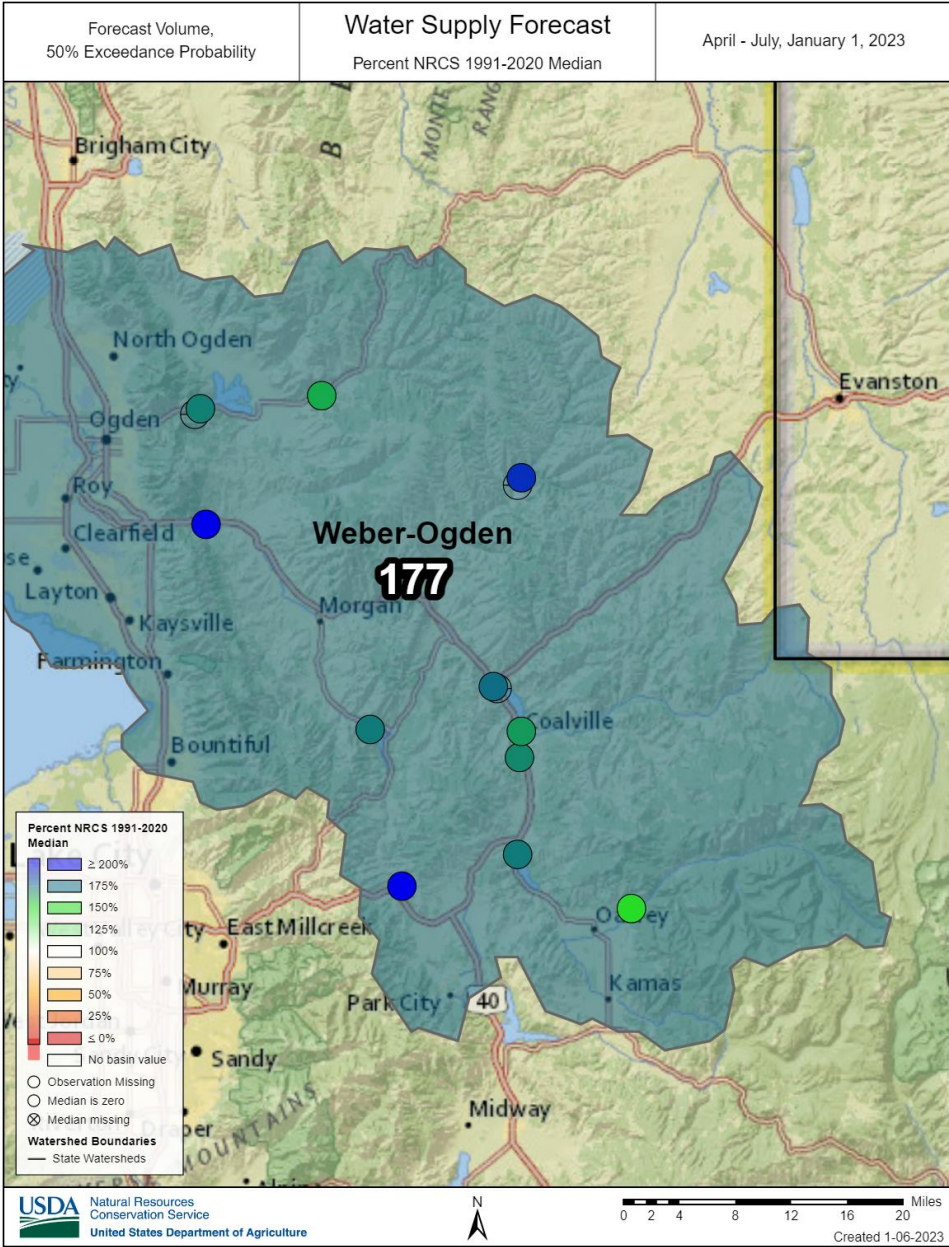 Forecast Volume,
50% Exceedance Probability
Water Supply Forecast
Percent NRCS 1991-2020 Median
April - July, January 1, 2023
Brigham City
B
MONTE
RANG
North Ogden
Ogden
Evanston
Roy
Clearfield
Weber-Ogden
177
Layton
Morgan
Kaysville
Farmington
Coalville
Bountiful
East Millcreek
Oakley
Murray
Park City
40
Kamas
Sandy
Midway
MOUNTAINS
Percent NRCS 1991-2020
Median
≥ 200%
175%
150%
125%
100%
75%
50%
25%
≤ 0%
No basin value
Observation Missing
Median is zero
Median missing
Watershed Boundaries
State Watersheds
USDA
Natural Resources
Conservation Service
United States Department of Agriculture
N
Miles
0 2 4 8 12 16 20
Created 1-06-2023